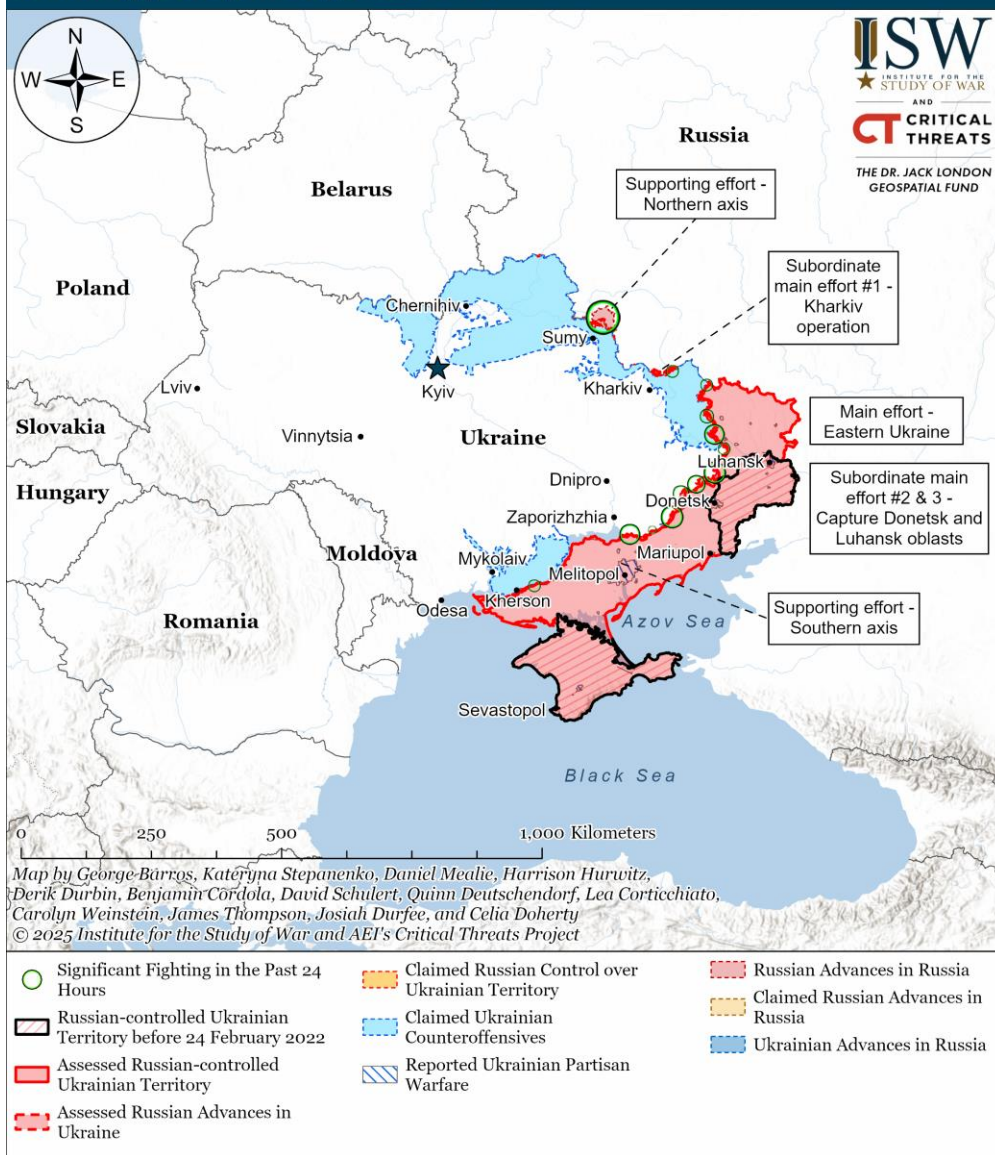 N
W
E
S
ISW
INSTITUTE FOR THE
STUDY OF WAR
AND
CT CRITICAL
THREATS
THE DR. JACK LONDON
GEOSPATIAL FUND
Russia
Belarus
Supporting effort -
Northern axis
Subordinate
main effort #1 -
Kharkiv
operation
Poland
Chernihiv
Sumy
Kyiv
Kharkiv
Lviv
Slovakia
Vinnytsia
Ukraine
Main effort -
Eastern Ukraine
Luhansk
Hungary
Dnipro
Donetsk
Subordinate main
effort #2 & 3 -
Capture Donetsk and
Luhansk oblasts
Zaporizhzhia
Moldova
Mykolaiv
Mariupol
Melitopol
Odesa
Kherson
Romania
Azov Sea
Supporting effort -
Southern axis
Sevastopol
Black Sea
0 250 500 1,000 Kilometers
Map by George Barros, Kateryna Stepanenko, Daniel Mealie, Harrison Hurwitz,
Derik Durbin, Benjamin Cordola, David Schulert, Quinn Deutschendorf, Lea Corticchiato,
Carolyn Weinstein, James Thompson, Josiah Durfee, and Celia Doherty
© 2025 Institute for the Study of War and AEI's Critical Threats Project
Significant Fighting in the Past 24
Hours
Russian-controlled Ukrainian
Territory before 24 February 2022
Assessed Russian-controlled
Ukrainian Territory
Assessed Russian Advances in
Ukraine
Claimed Russian Control over
Ukrainian Territory
Claimed Ukrainian
Counteroffensives
Reported Ukrainian Partisan
Warfare
Russian Advances in Russia
Claimed Russian Advances in
Russia
Ukrainian Advances in Russia